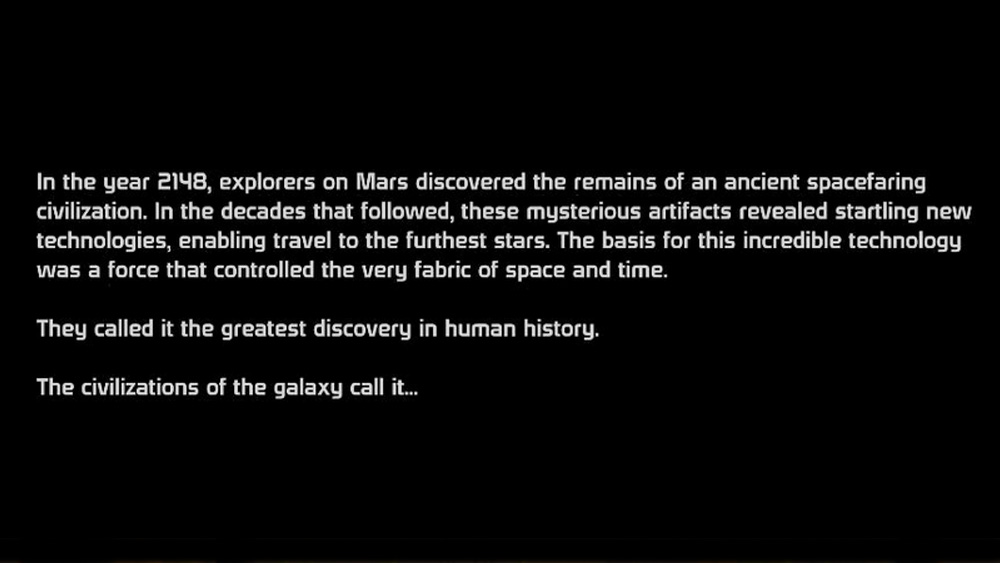 In the year 2148, explorers on Mars discovered the remains of an ancient spacefaring
civilization. In the decades that followed, these mysterious artifacts revealed startling new
technologies, enabling travel to the furthest stars. The basis for this incredible technology
was a force that controlled the very fabric of space and time.
They called it the greatest discovery in human history.
The civilizations of the galaxy call it...